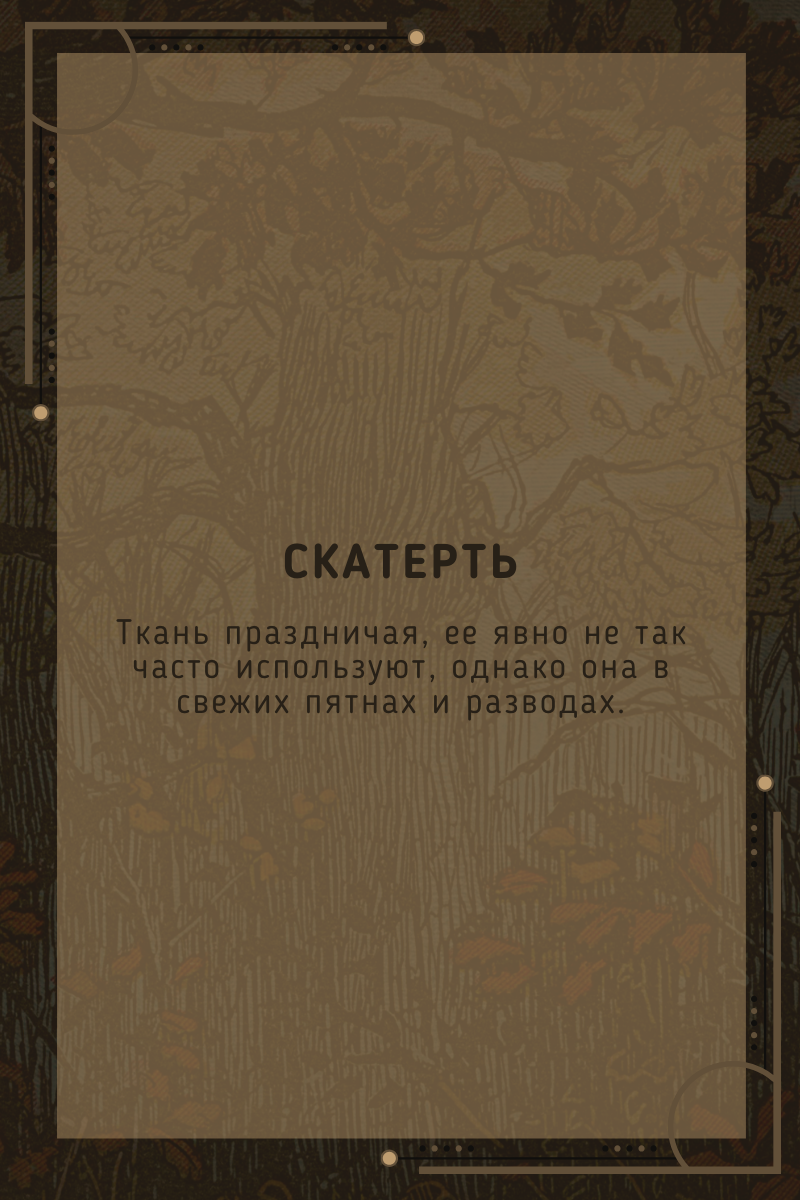 СКАТЕРТЬ
Ткань праздничая, ее явно не так
часто используют, однако она в
свежих пятнах и разводах.